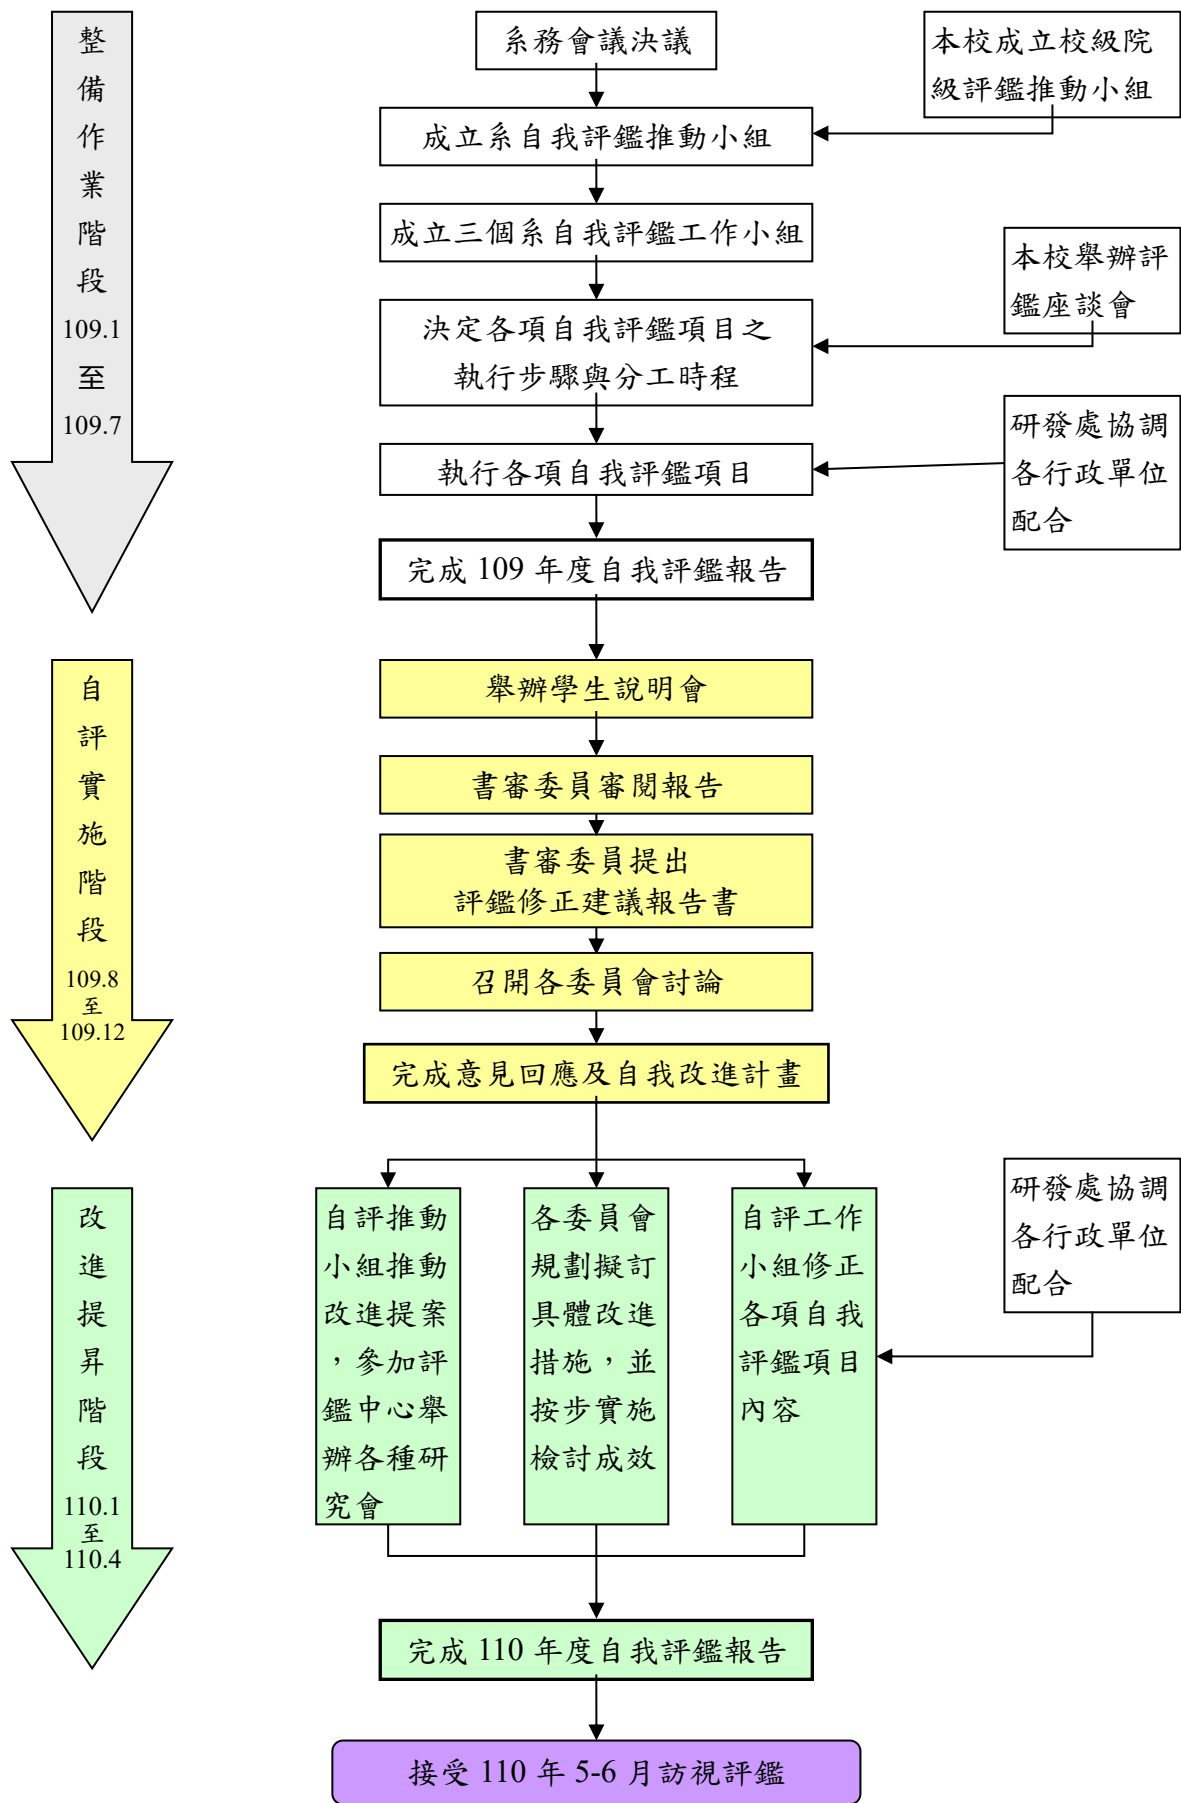 整
備
作
業
階
段
109.1
至
109.7
系務會議決議
本校成立校級院
級評鑑推動小組
成立系自我評鑑推動小組
成立三個系自我評鑑工作小組
本校舉辦評
鑑座談會
決定各項自我評鑑項目之
執行步驟與分工時程
研發處協調
各行政單位
配合
執行各項自我評鑑項目
完成 109 年度自我評鑑報告
自
評
實
施
階
段
109.8
至
109.12
舉辦學生說明會
書審委員審閱報告
書審委員提出
評鑑修正建議報告書
召開各委員會討論
完成意見回應及自我改進計畫
改
進
提
昇
階
段
110.1
至
110.4
自評推動
小組推動
改進提案
，參加評
鑑中心舉
辦各種研
究會
各委員會
規劃擬訂
具體改進
措施，並
按步實施
檢討成效
自評工作
小組修正
各項自我
評鑑項目
內容
研發處協調
各行政單位
配合
完成 110 年度自我評鑑報告
接受 110 年 5-6 月訪視評鑑